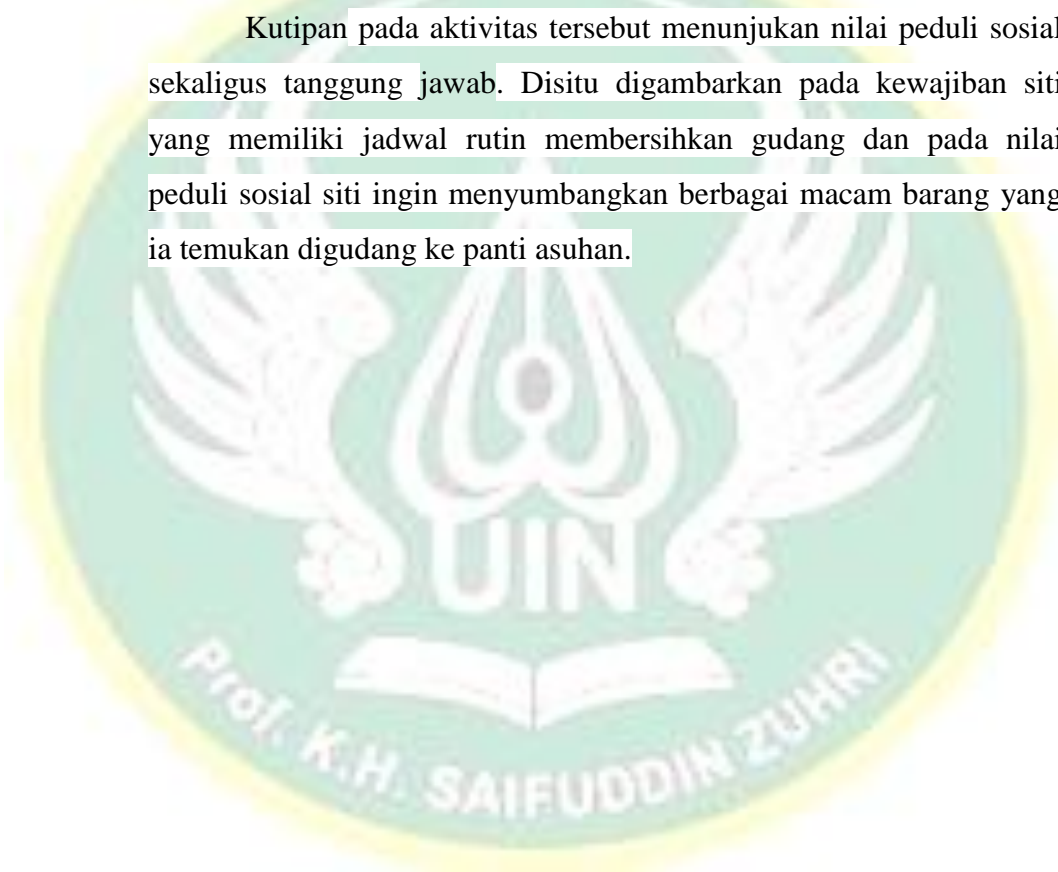 Kutipan pada aktivitas tersebut menunjukan nilai peduli sosial
sekaligus tanggung jawab. Disitu digambarkan pada kewajiban siti
yang memiliki jadwal rutin membersihkan gudang dan pada nilai
peduli sosial siti ingin menyumbangkan berbagai macam barang yang
ia temukan digudang ke panti asuhan.
UIN
Prof. K.H. SAIFUDDIN ZUHRI